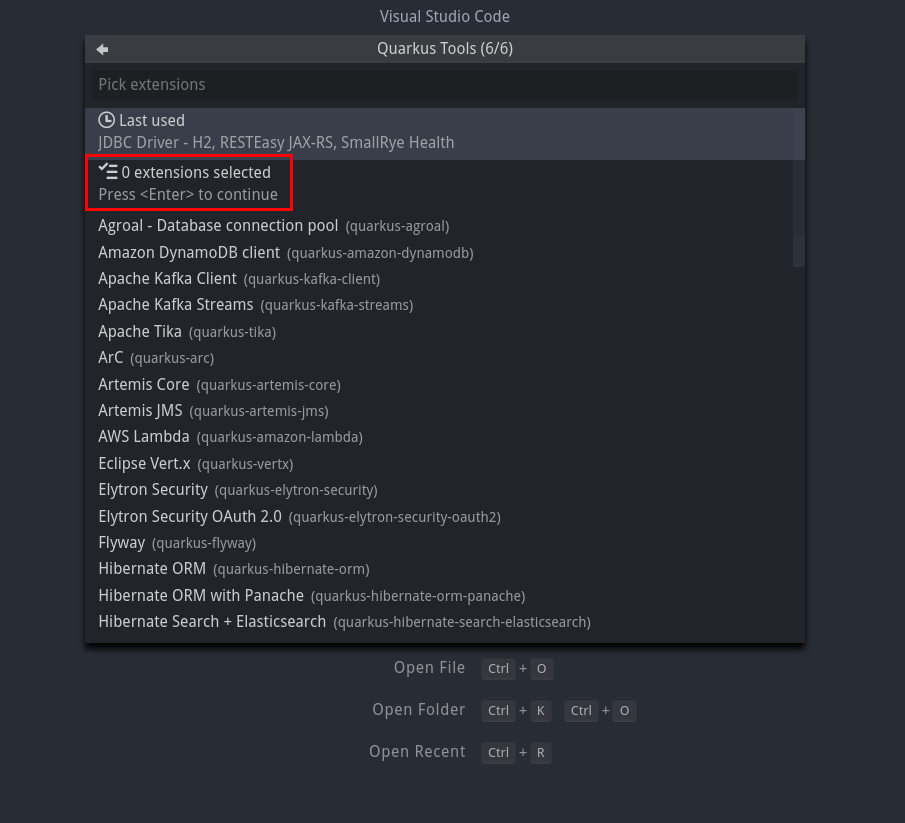 Visual Studio Code
Quarkus Tools (6/6)
Pick extensions
Last used
JDBC Driver - H2, RESTEasy JAX-RS, SmallRye Health
0 extensions selected
Press <Enter> to continue
Agroal - Database connection pool (quarkus-agroal)
Amazon DynamoDB client (quarkus-amazon-dynamodb)
Apache Kafka Client (quarkus-kafka-client)
Apache Kafka Streams (quarkus-kafka-streams)
Apache Tika (quarkus-tika)
ArC (quarkus-arc)
Artemis Core (quarkus-artemis-core)
Artemis JMS (quarkus-artemis-jms)
AWS Lambda (quarkus-amazon-lambda)
Eclipse Vert.x (quarkus-vertx)
Elytron Security (quarkus-elytron-security)
Elytron Security OAuth 2.0 (quarkus-elytron-security-oauth2)
Flyway (quarkus-flyway)
Hibernate ORM (quarkus-hibernate-orm)
Hibernate ORM with Panache (quarkus-hibernate-orm-panache)
Hibernate Search + Elasticsearch (quarkus-hibernate-search-elasticsearch)
Open File Ctrl + O
Open Folder Ctrl + K Ctrl + O
Open Recent Ctrl + R